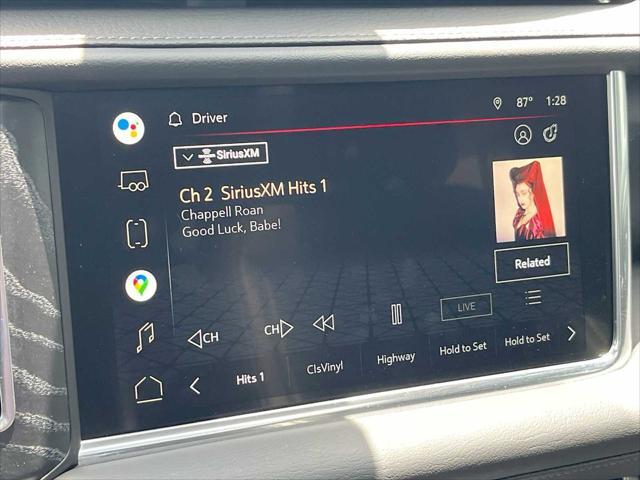 Driver
87° 1:28
SiriusXM
Ch 2 SiriusXM Hits 1
Chappell Roan
Good Luck, Babe!
Related
CH
CH
LIVE
Hits 1
ClsVinyl
Highway
Hold to Set
Hold to Set